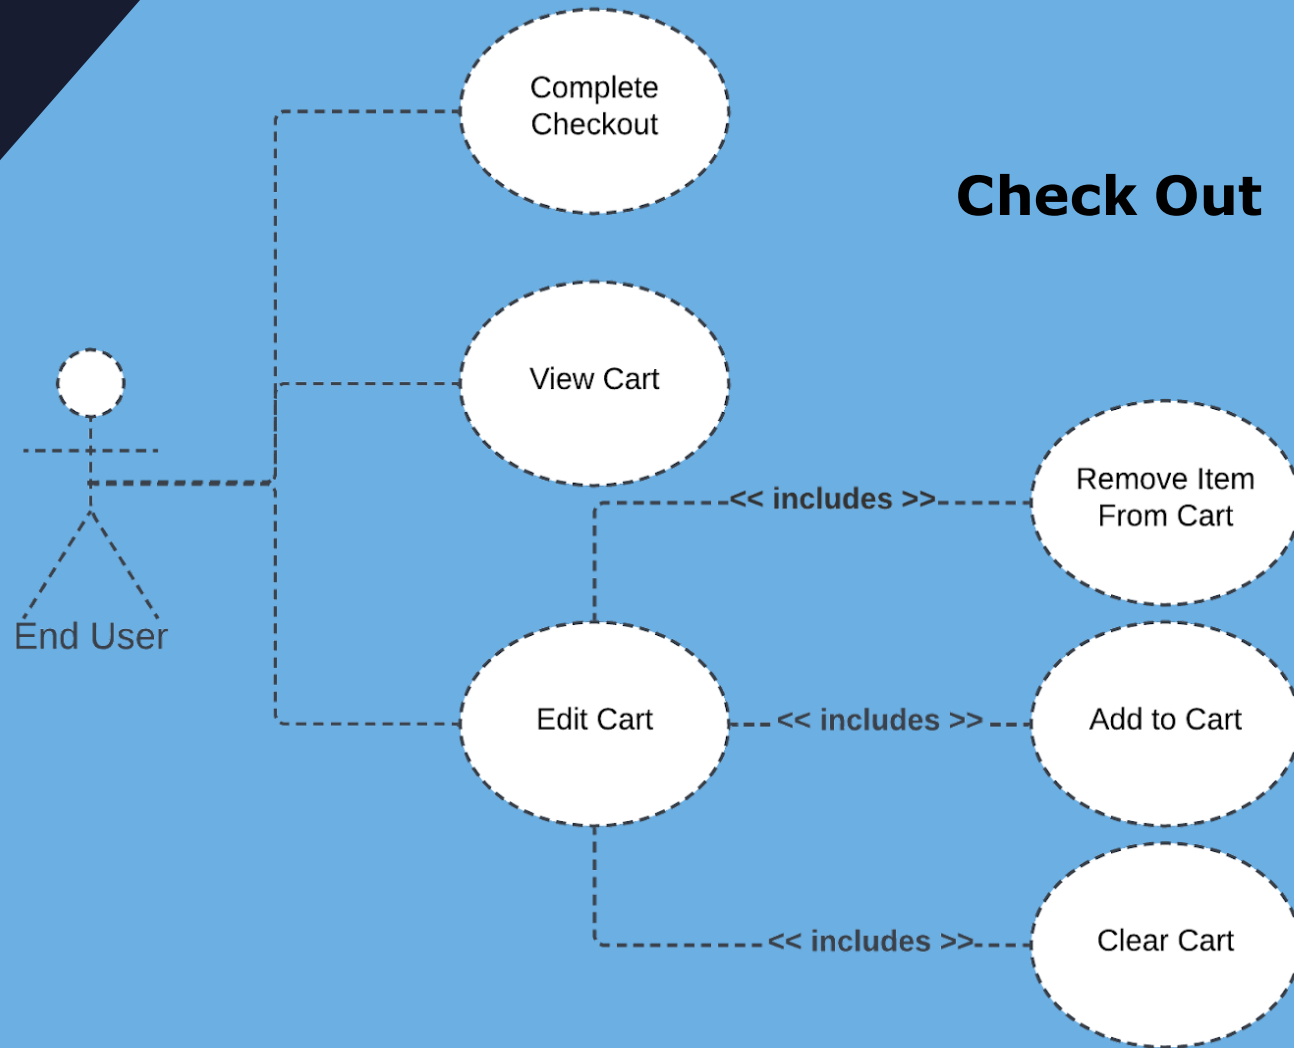 Complete
Checkout
Check Out
View Cart
<< includes >>
Remove Item
From Cart
End User
Edit Cart
<< includes >>
Add to Cart
<< includes >>
Clear Cart